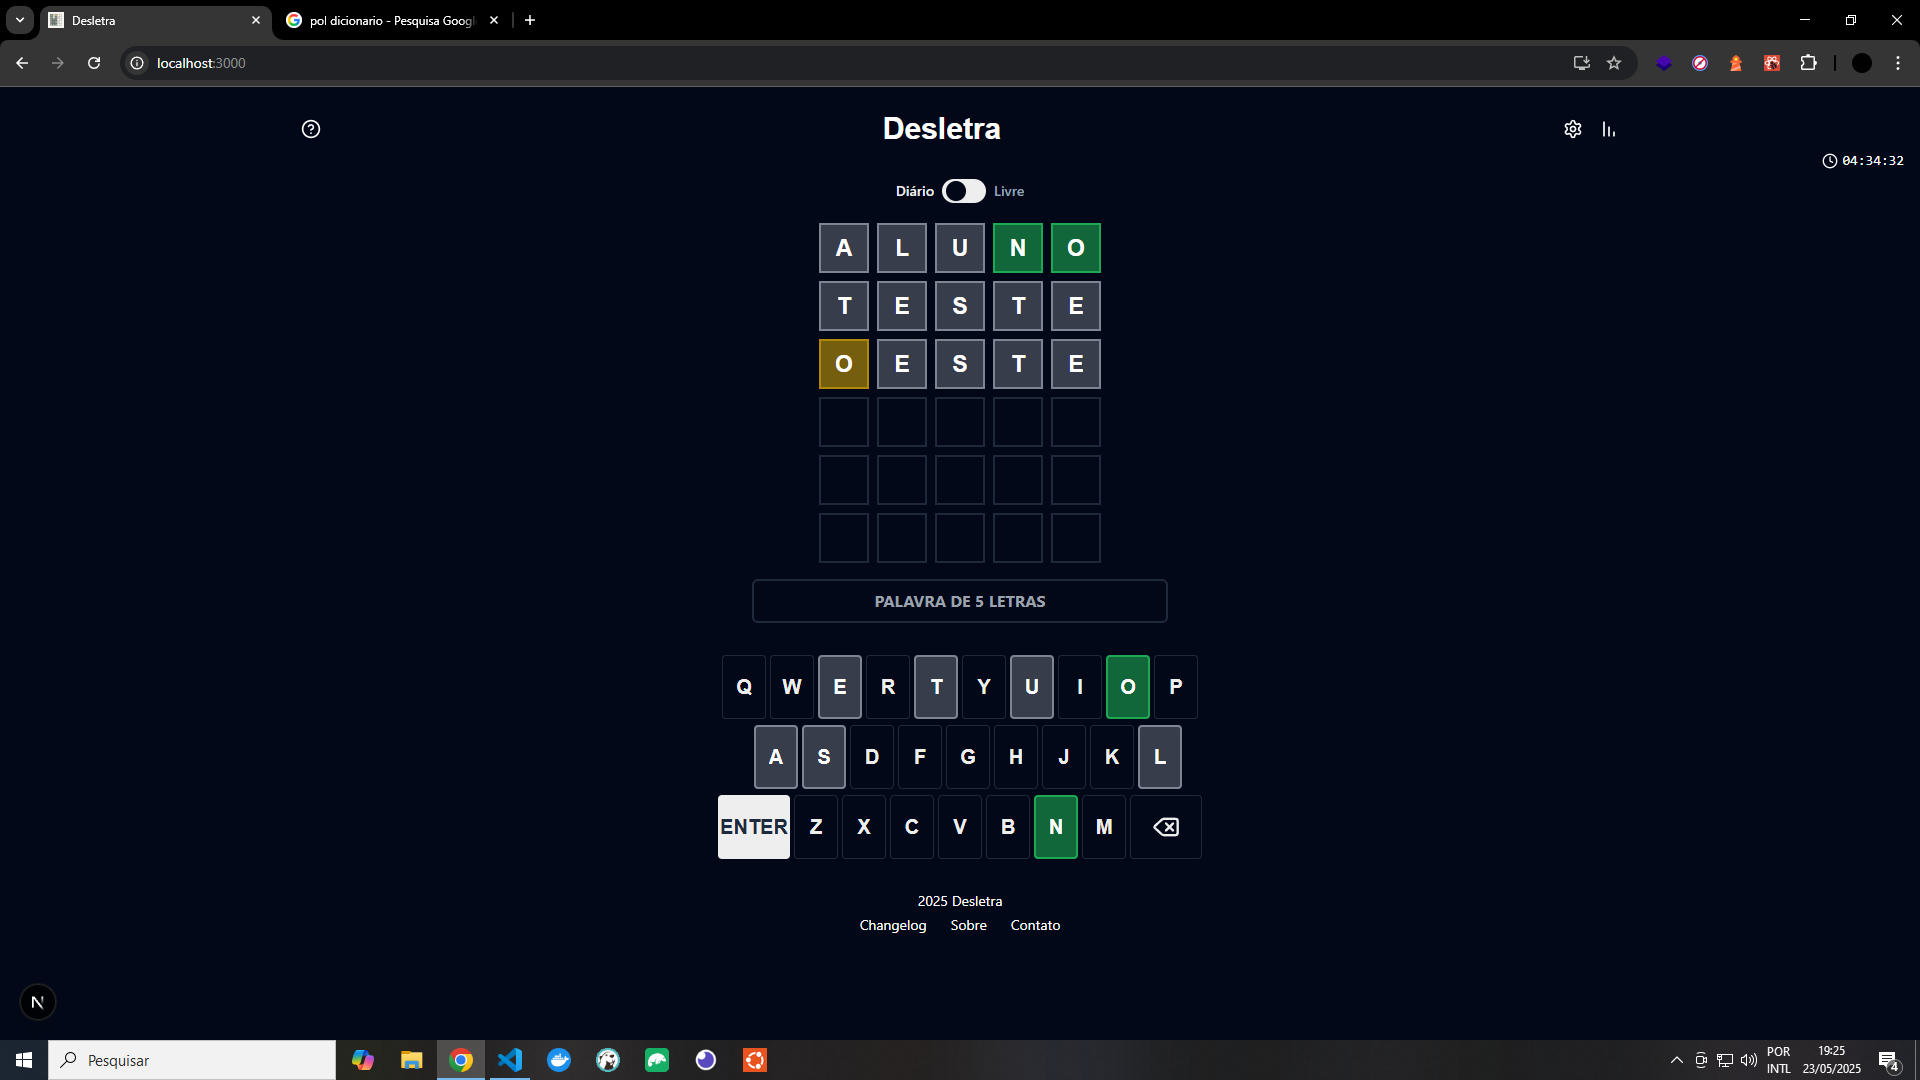 Desletra
pol dicionario - Pesquisa Googl
localhost:3000
Desletra
04:34:32
Diário Livre
A L U N O
T E S T E
O E S T E
PALAVRA DE 5 LETRAS
Q W E R T Y U I O P
A S D F G H J K L
ENTER Z X C V B N M
2025 Desletra
Changelog Sobre Contato
N
Pesquisar
POR
INTL
19:25
23/05/2025
4